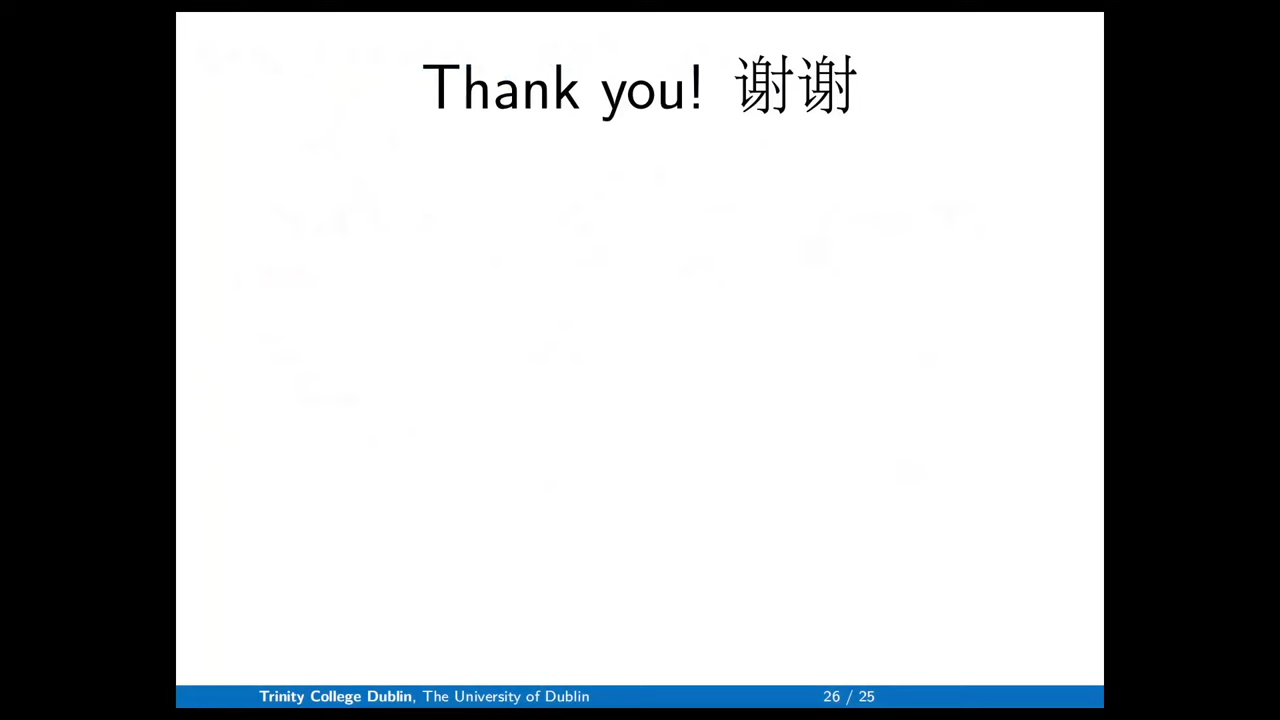 Thank you! 谢谢
Trinity College Dublin, The University of Dublin
26 / 25